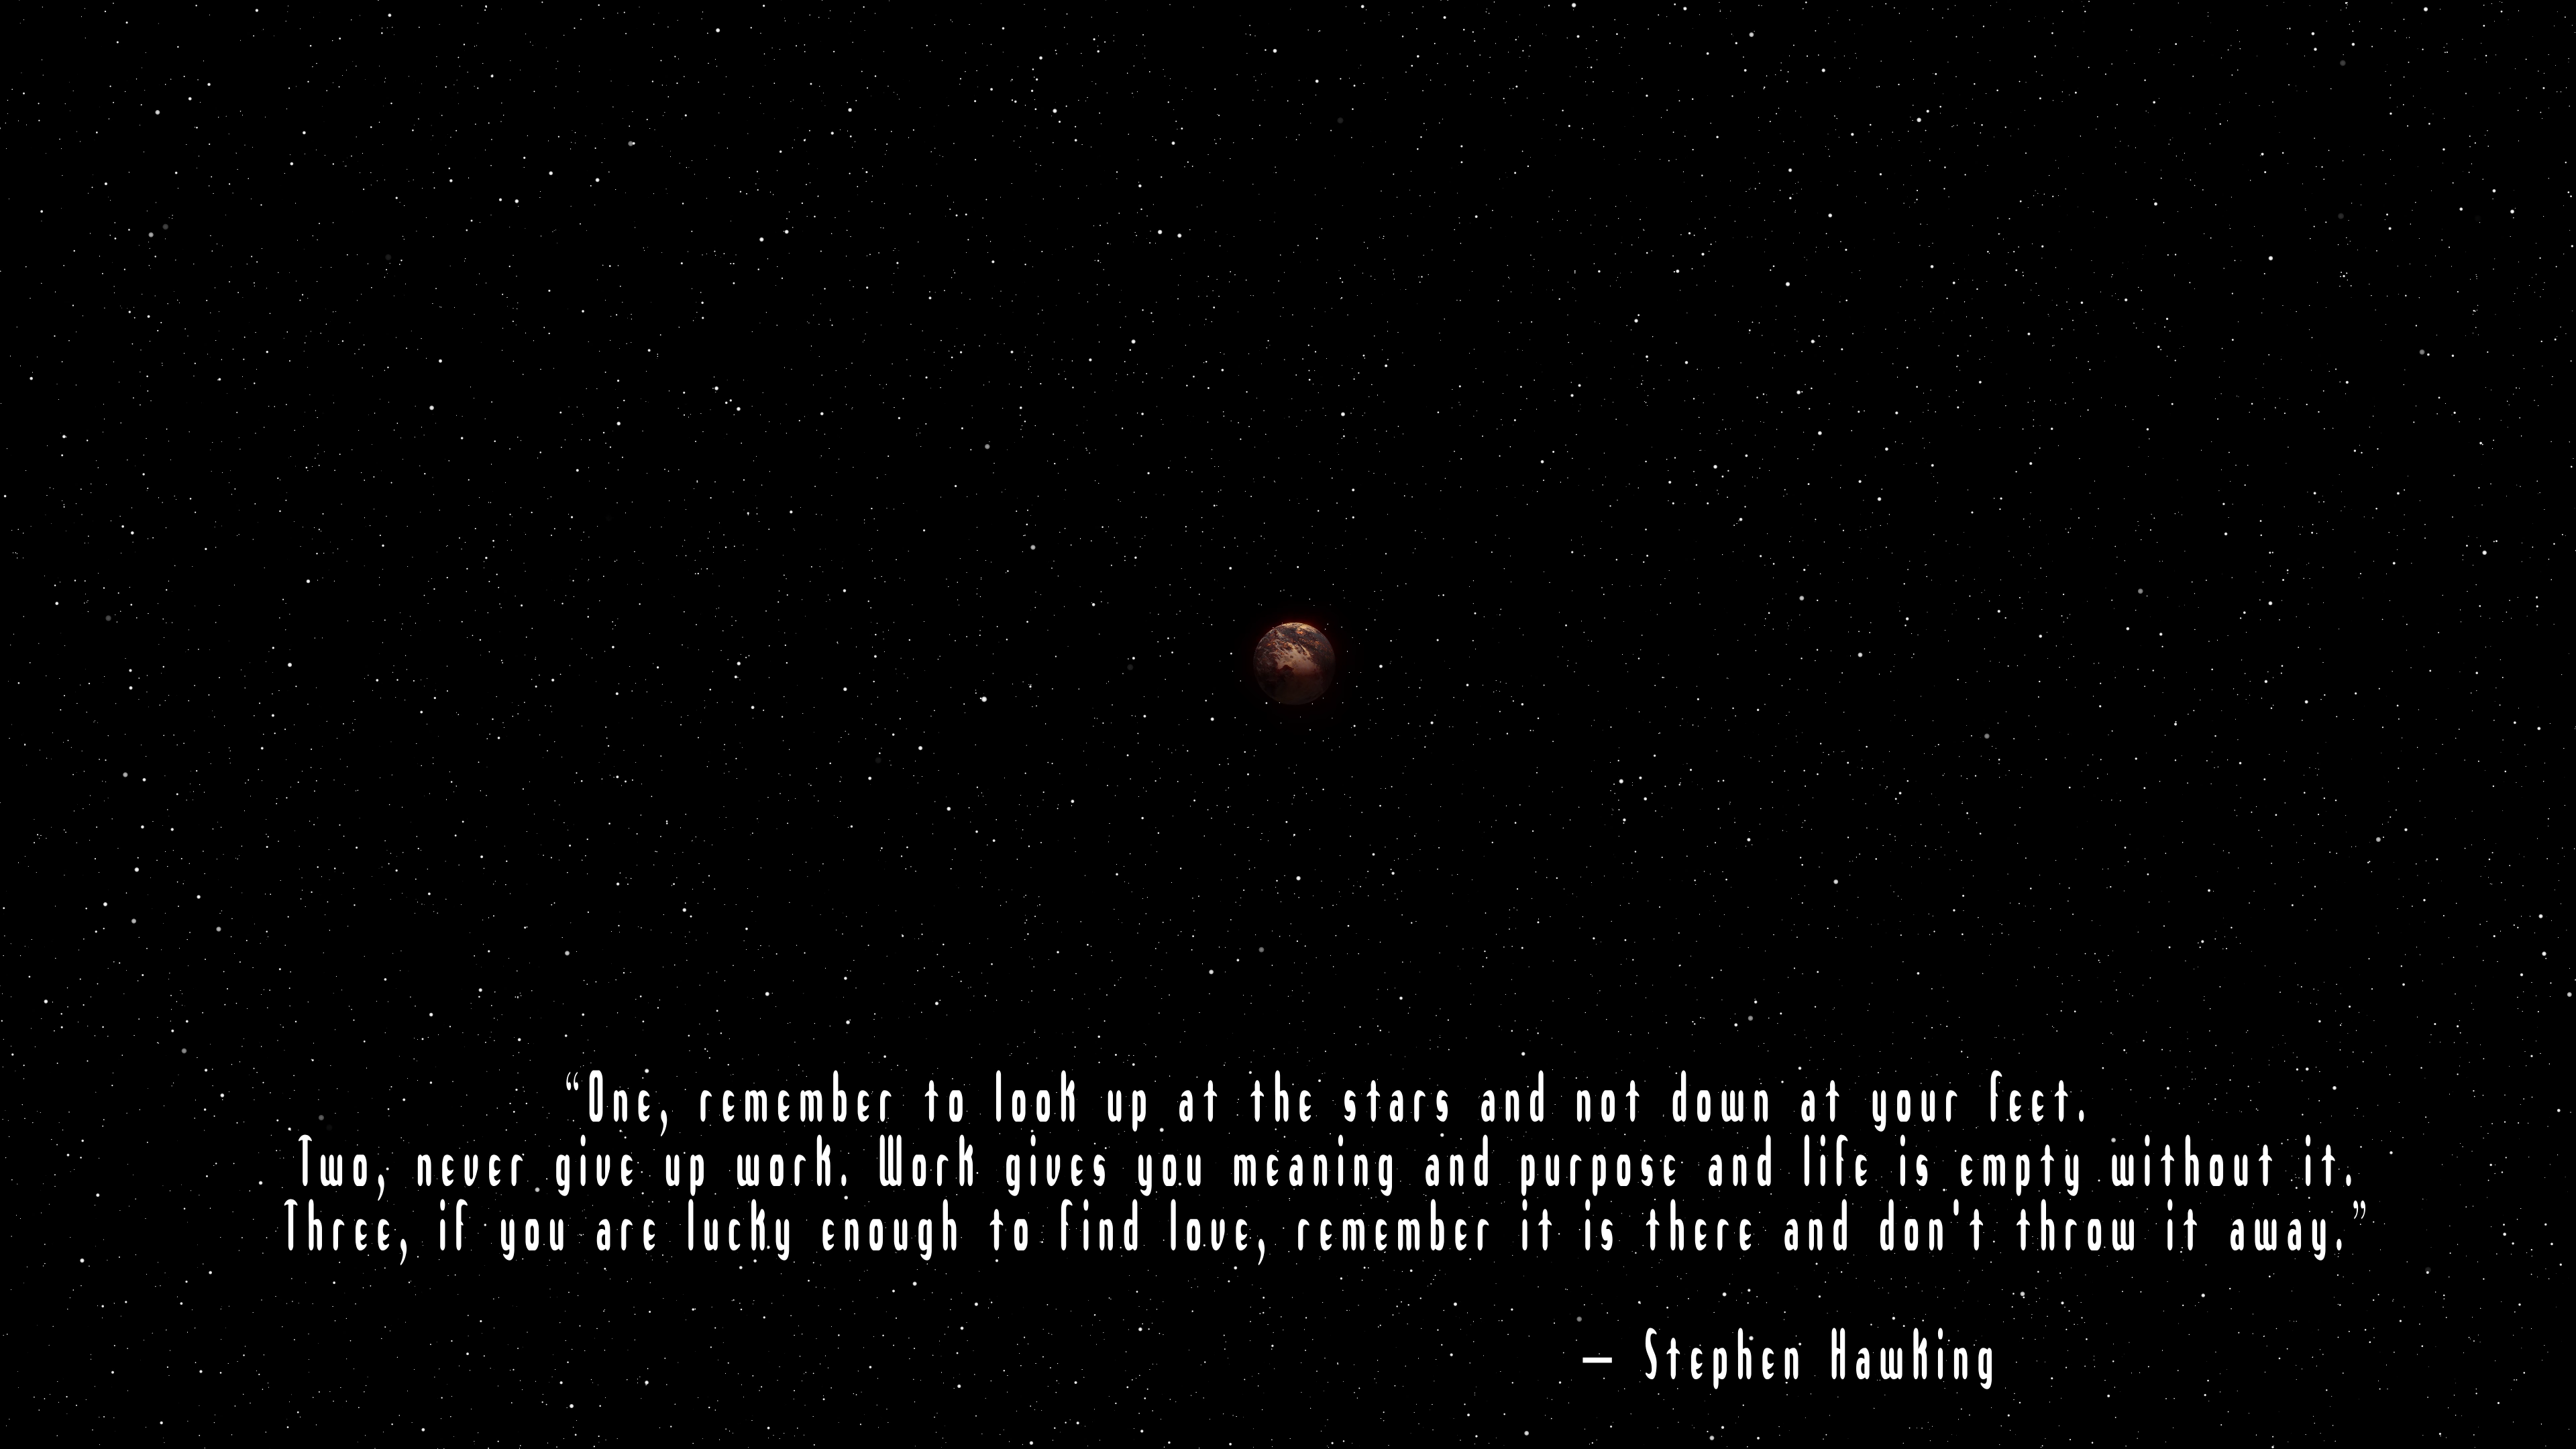 “One, remember to look up at the stars and not down at your feet.
Two, never give up work. Work gives you meaning and purpose and life is empty without it.
Three, if you are lucky enough to find love, remember it is there and don't throw it away.”
— Stephen Hawking